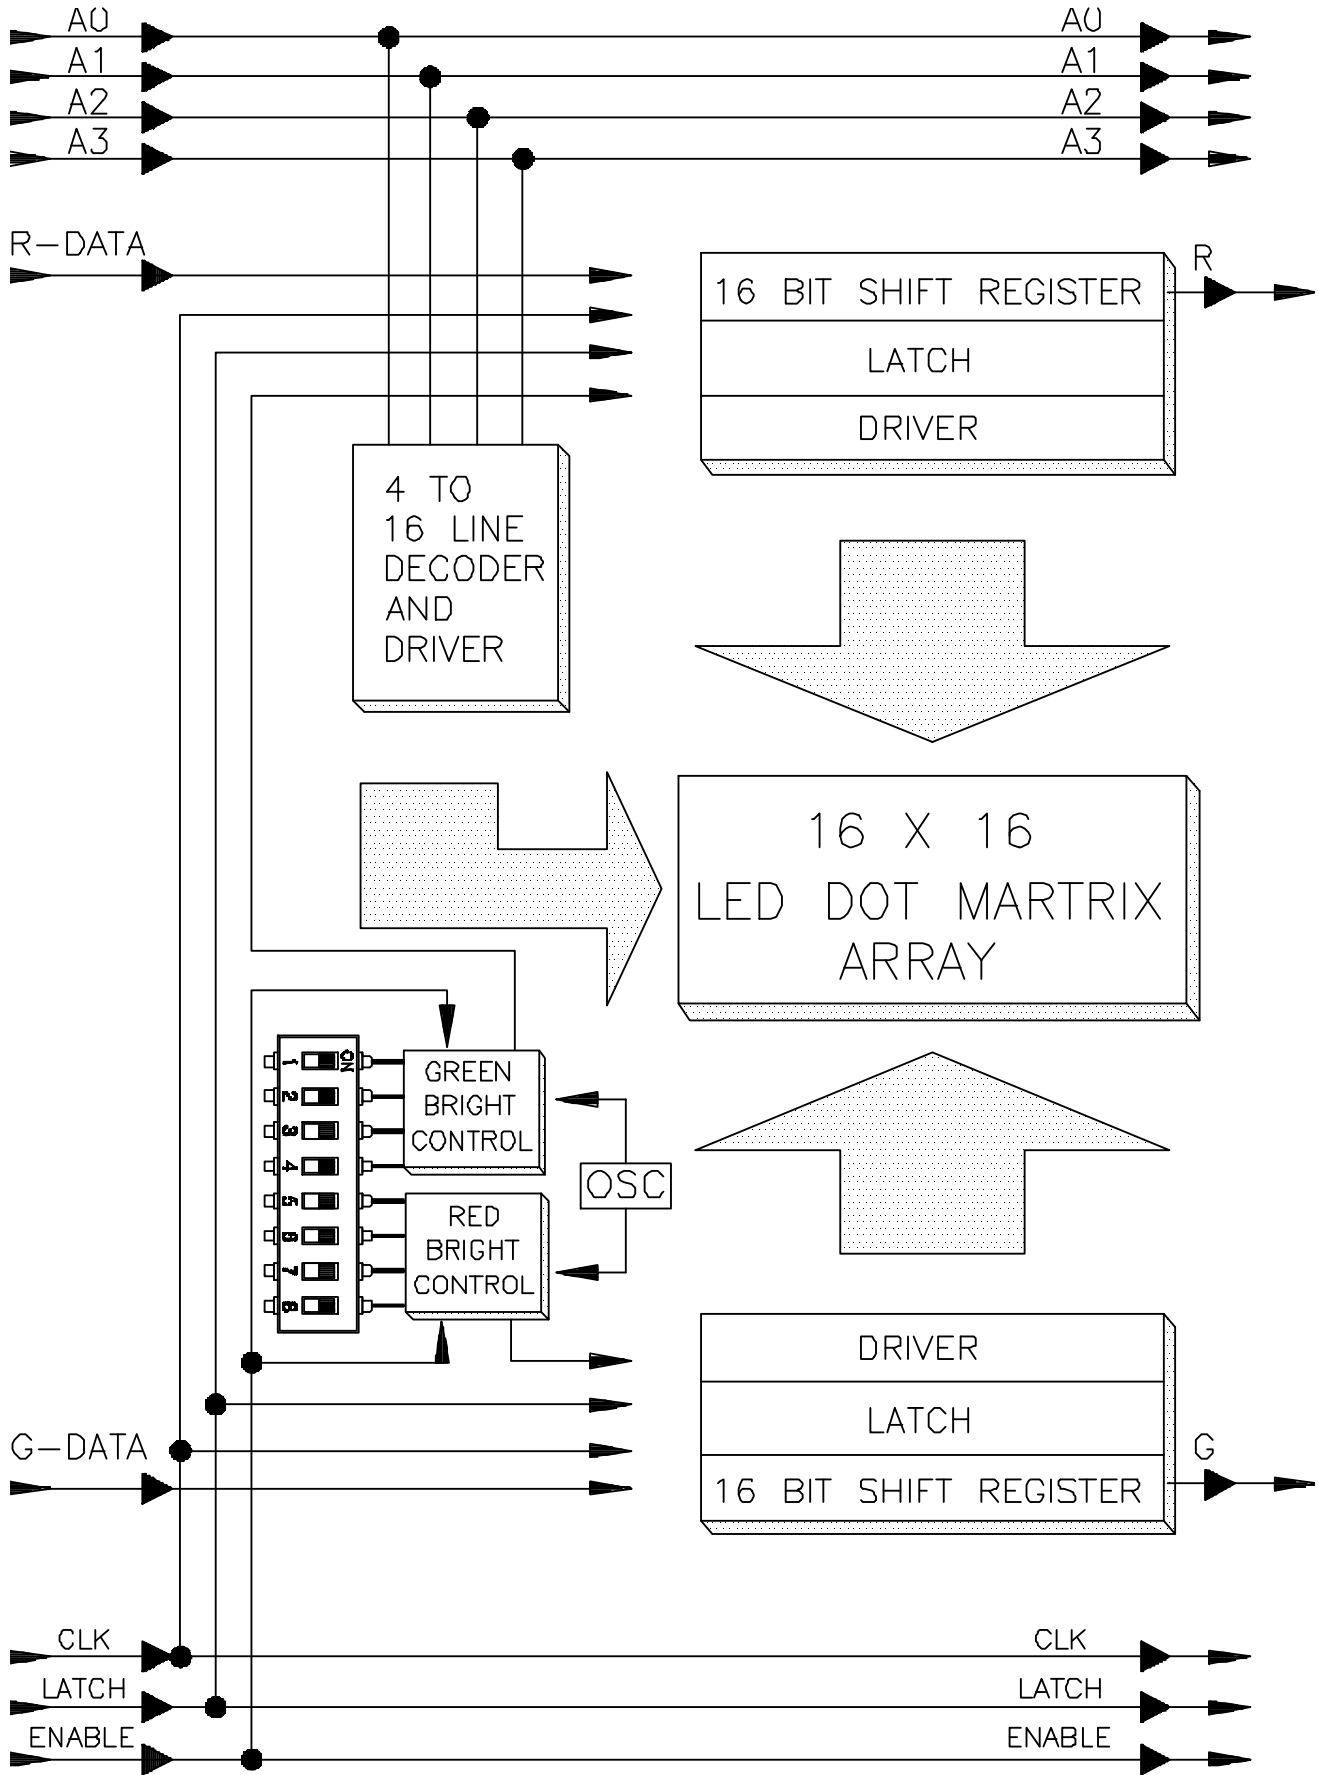 A0
A0
A1
A1
A2
A2
A3
A3
R-DATA
R
16 BIT SHIFT REGISTER
LATCH
DRIVER
4 TO
16 LINE
DECODER
AND
DRIVER
16 X 16
LED DOT MARTRIX
ARRAY
ON
1
2
3
4
5
6
7
8
GREEN
BRIGHT
CONTROL
OSC
RED
BRIGHT
CONTROL
DRIVER
LATCH
16 BIT SHIFT REGISTER
G-DATA
G
CLK
CLK
LATCH
LATCH
ENABLE
ENABLE